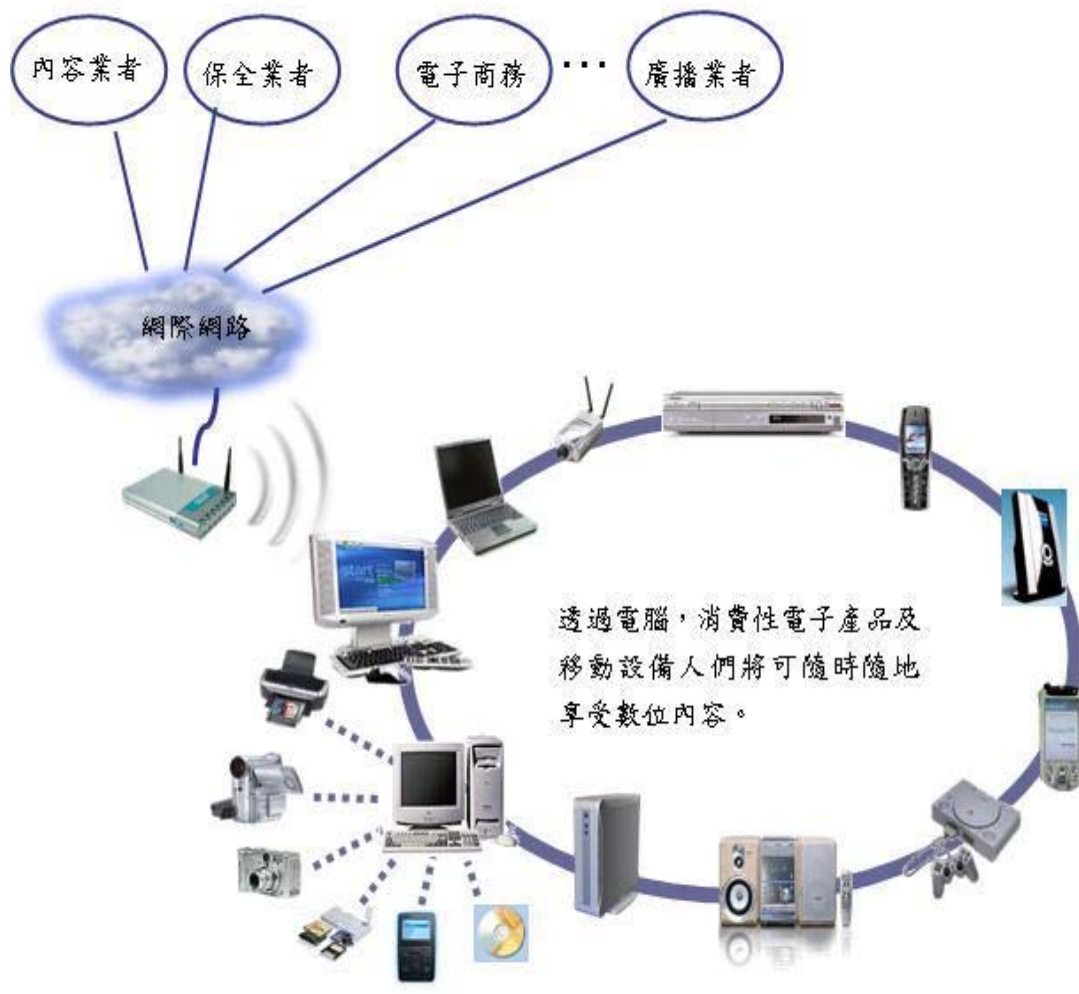 內容業者
保全業者
電子商務
···
廣播業者
網際網路
start
透過電腦，消費性電子產品及
移動設備人們將可隨時隨地
享受數位內容。